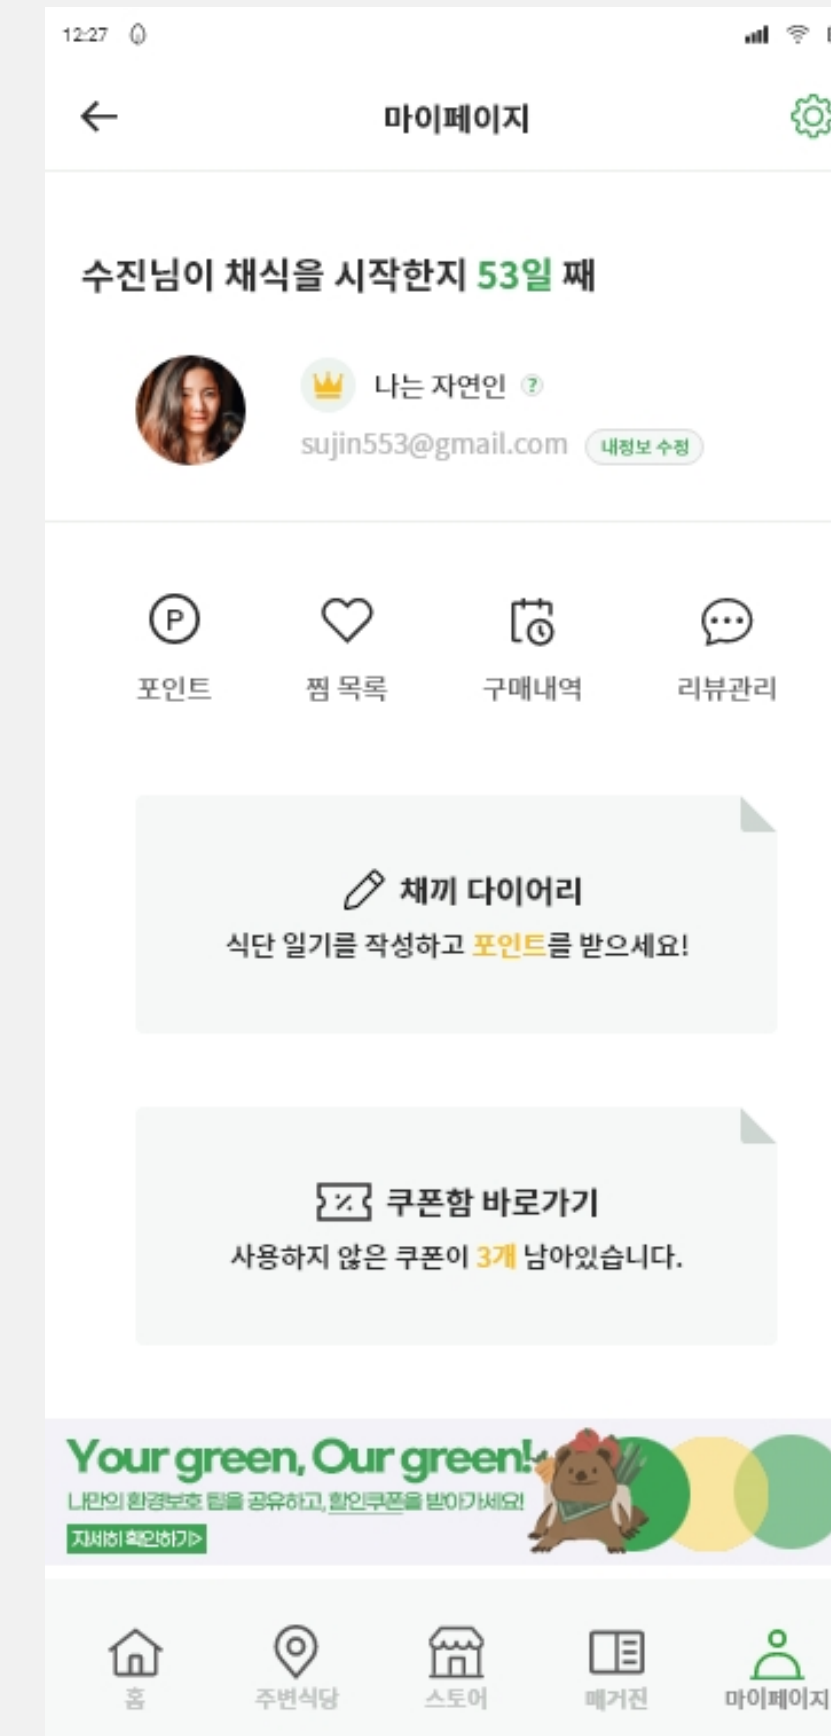 12:27
마이페이지
수진님이 채식을 시작한지 53일 째
나는 자연인 ?
sujin553@gmail.com 내정보 수정
P
포인트 찜 목록 구매내역 리뷰관리
채끼 다이어리
식단 일기를 작성하고 포인트를 받으세요!
쿠폰함 바로가기
사용하지 않은 쿠폰이 3개 남아있습니다.
Your green, Our green!
나만의 환경보호 팁을 공유하고, 할인쿠폰을 받아가세요!
자세히 확인하기>
홈 주변식당 스토어 매거진 마이페이지